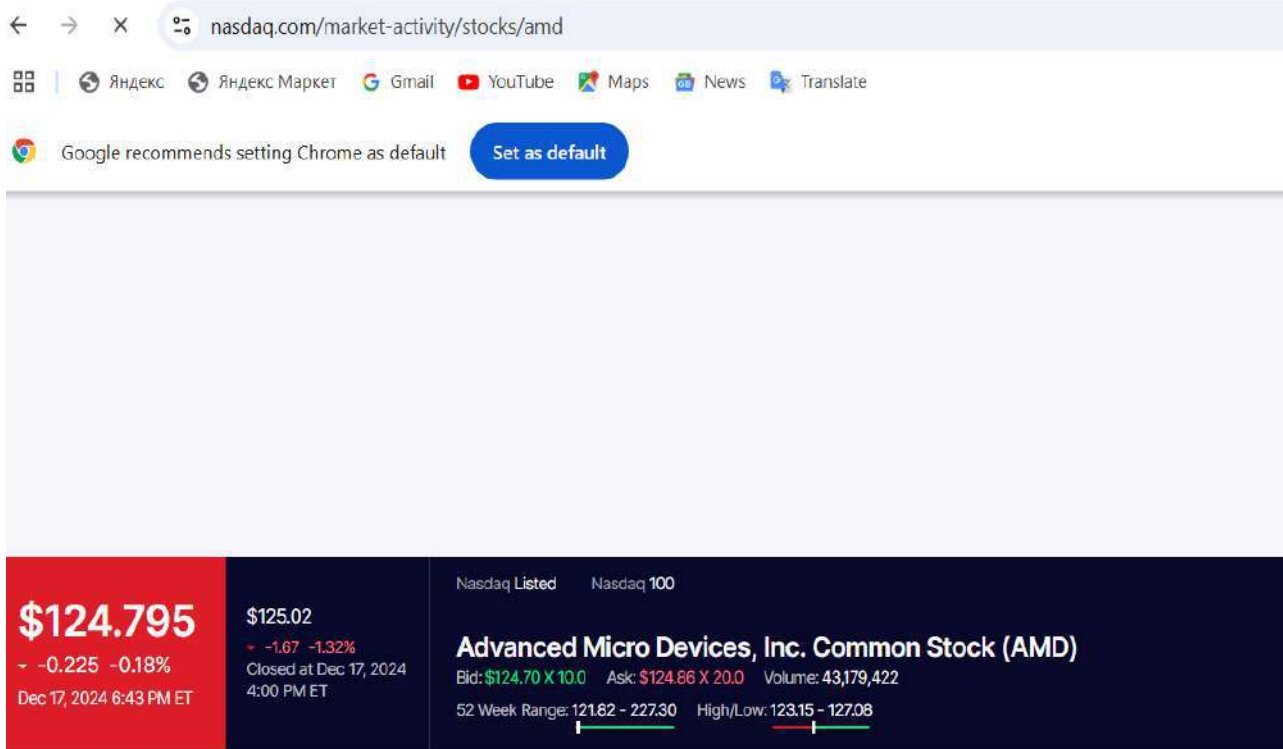 nasdaq.com/market-activity/stocks/amd
Яндекс Яндекс Маркет Gmail YouTube Maps News Translate
Google recommends setting Chrome as default Set as default
$124.795
-0.225 -0.18%
Dec 17, 2024 6:43 PM ET
$125.02
-1.67 -1.32%
Closed at Dec 17, 2024
4:00 PM ET
Nasdaq Listed Nasdaq 100
Advanced Micro Devices, Inc. Common Stock (AMD)
Bid: $124.70 X 10.0 Ask: $124.86 X 20.0 Volume: 43,179,422
52 Week Range: 121.82 - 227.30 High/Low: 123.15 - 127.08